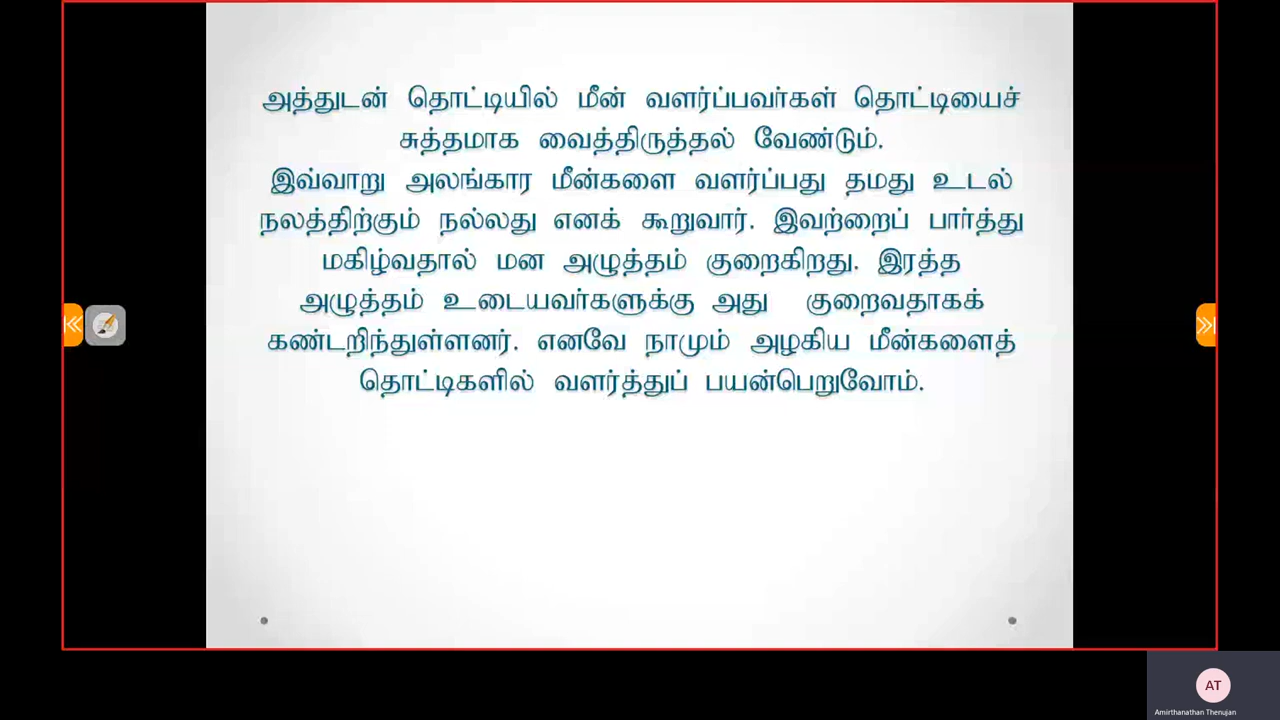 அத்துடன் தொட்டியில் மீன் வளர்ப்பவர்கள் தொட்டியைச்
சுத்தமாக வைத்திருத்தல் வேண்டும்.
இவ்வாறு அலங்கார மீன்களை வளர்ப்பது தமது உடல்
நலத்திற்கும் நல்லது எனக் கூறுவார். இவற்றைப் பார்த்து
மகிழ்வதால் மன அழுத்தம் குறைகிறது. இரத்த
அழுத்தம் உடையவர்களுக்கு அது குறைவதாகக்
கண்டறிந்துள்ளனர். எனவே நாமும் அழகிய மீன்களைத்
தொட்டிகளில் வளர்த்துப் பயன்பெறுவோம்.
AT
Amirthanathan Thenujan